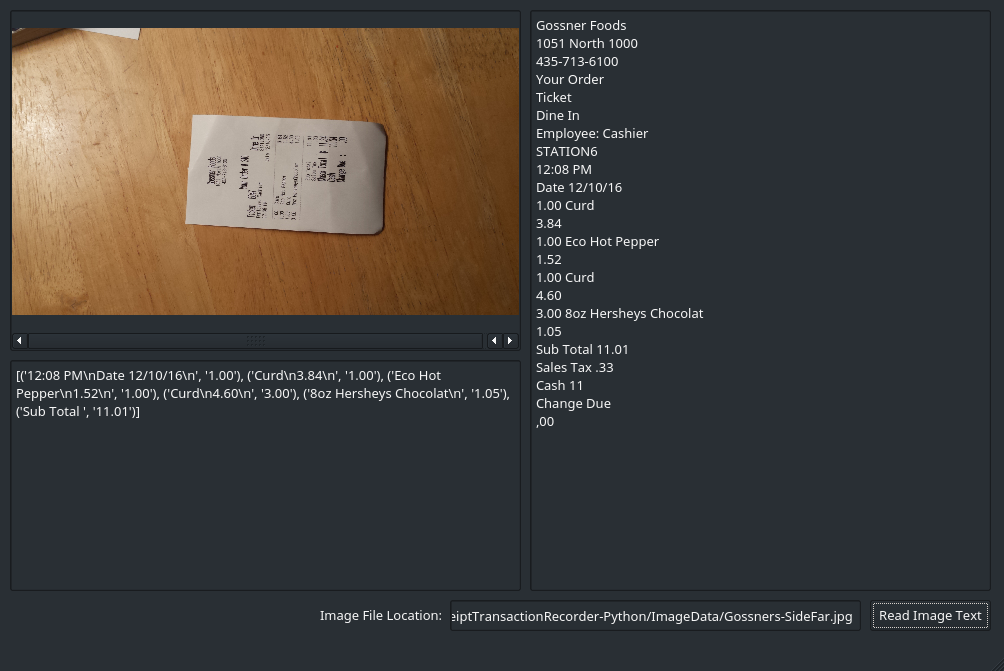 Gossner Foods
1051 North 1000
435-713-6100
Your Order
Ticket
Dine In
Employee: Cashier
STATION6
12:08 PM
Date 12/10/16
1.00 Curd
3.84
1.00 Eco Hot Pepper
1.52
1.00 Curd
4.60
3.00 8oz Hersheys Chocolat
1.05
Sub Total 11.01
Sales Tax .33
Cash 11
Change Due
,00
[('12:08 PM\nDate 12/10/16\n', '1.00'), ('Curd\n3.84\n', '1.00'), ('Eco Hot
Pepper\n1.52\n', '1.00'), ('Curd\n4.60\n', '3.00'), ('8oz Hersheys Chocolat\n', '1.05'),
('Sub Total ', '11.01')]
Image File Location: eiptTransactionRecorder-Python/ImageData/Gossners-SideFar.jpg Read Image Text